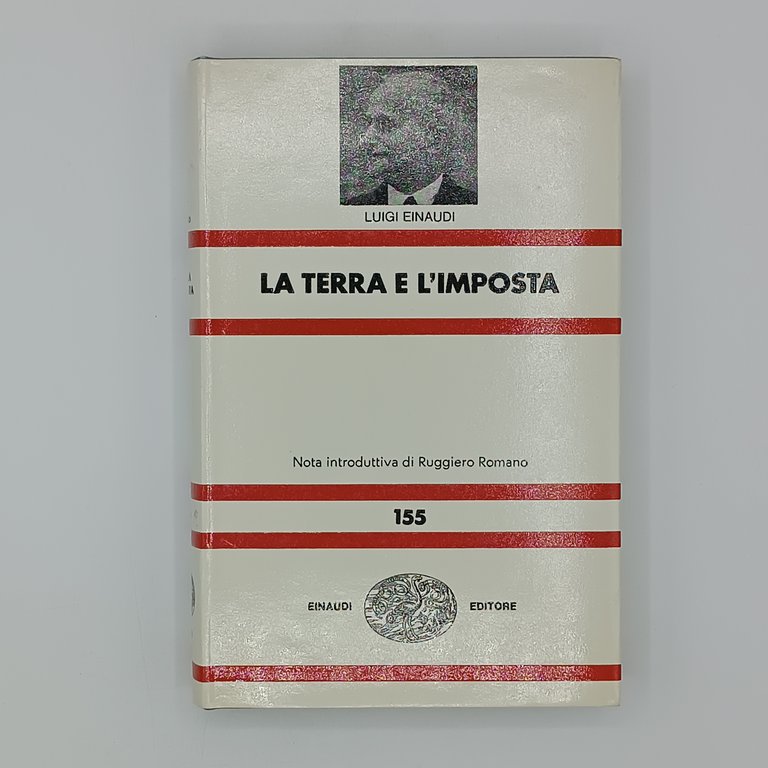 LUIGI EINAUDI
LA TERRA E L'IMPOSTA
Nota introduttiva di Ruggiero Romano
155
EINAUDI EDITORE